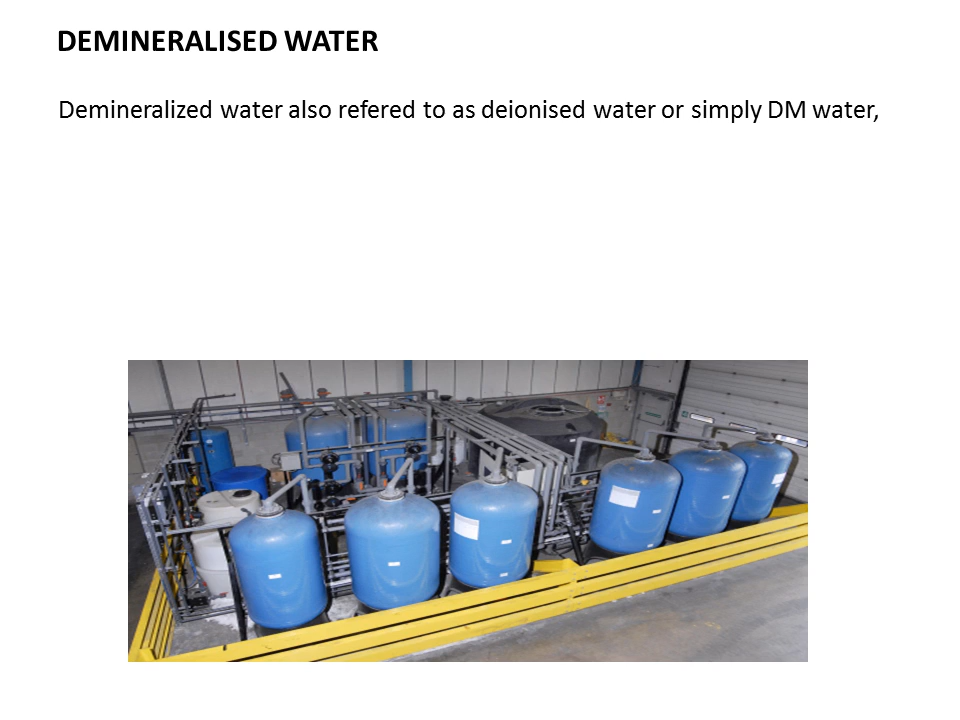 DEMINERALISED WATER
Demineralized water also refered to as deionised water or simply DM water,